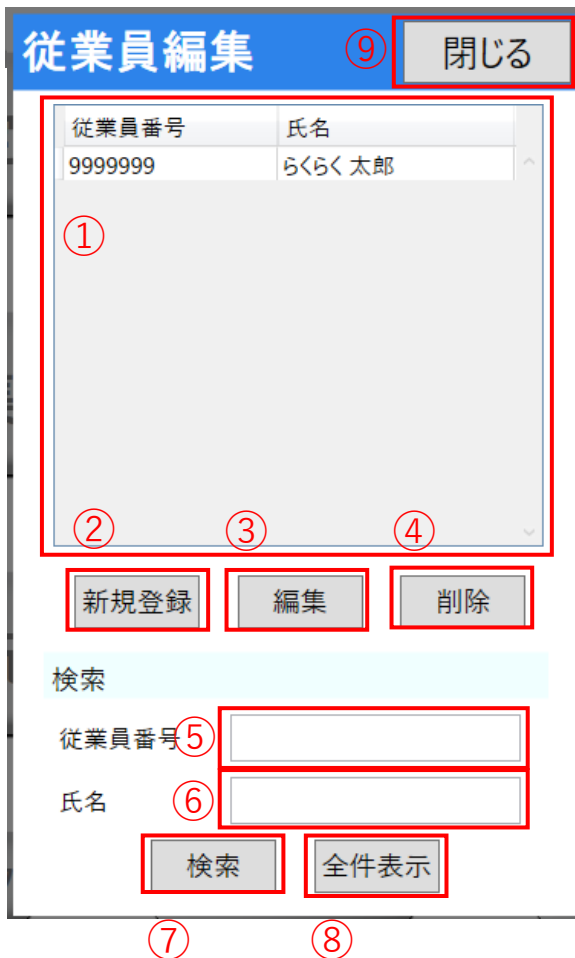 従業員編集 ⑨ 閉じる
従業員番号 氏名
9999999 らくらく 太郎
①
② ③ ④
新規登録 編集 削除
検索
従業員番号 ⑤
氏名 ⑥
検索 全件表示
⑦ ⑧